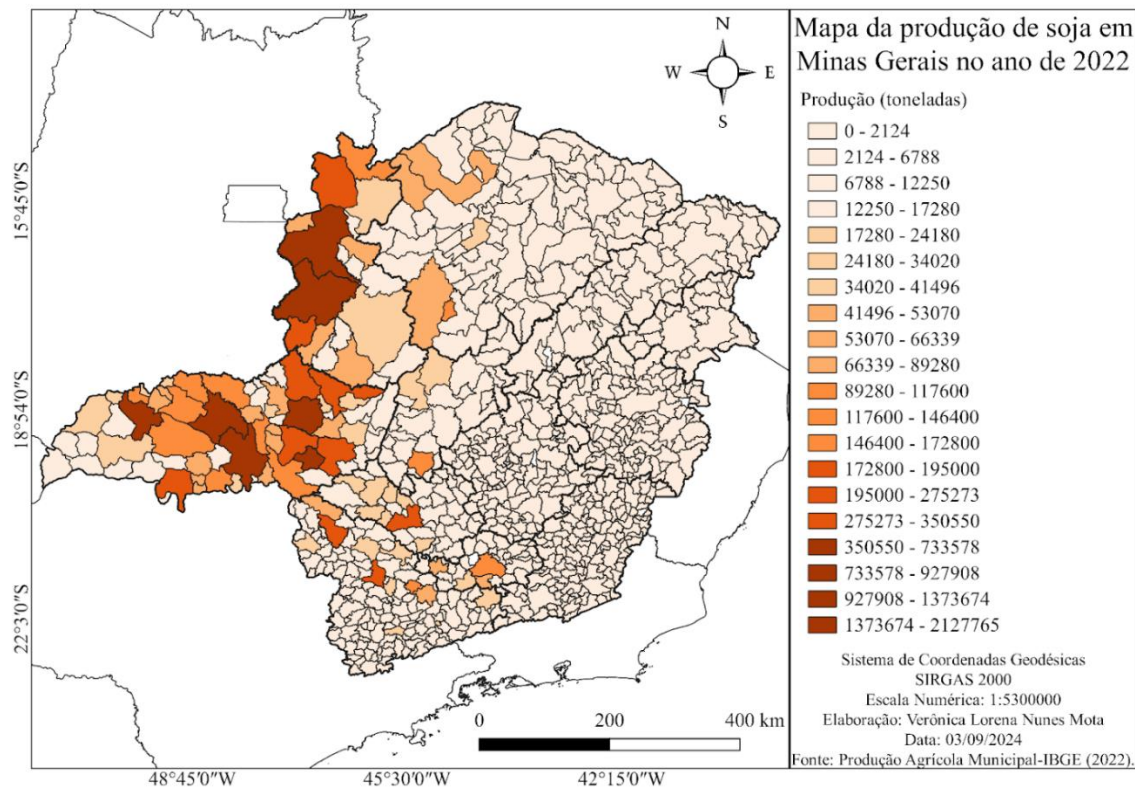 Mapa da produção de soja em
Minas Gerais no ano de 2022
Produção (toneladas)
0 - 2124
2124 - 6788
6788 - 12250
12250 - 17280
17280 - 24180
24180 - 34020
34020 - 41496
41496 - 53070
53070 - 66339
66339 - 89280
89280 - 117600
117600 - 146400
146400 - 172800
172800 - 195000
195000 - 275273
275273 - 350550
350550 - 733578
733578 - 927908
927908 - 1373674
1373674 - 2127765
Sistema de Coordenadas Geodésicas
SIRGAS 2000
Escala Numérica: 1:5300000
Elaboração: Verônica Lorena Nunes Mota
Data: 03/09/2024
Fonte: Produção Agrícola Municipal-IBGE (2022).
N
W E
S
15°45'0"S
18°54'0"S
22°3'0"S
0 200 400 km
48°45'0"W 45°30'0"W 42°15'0"W